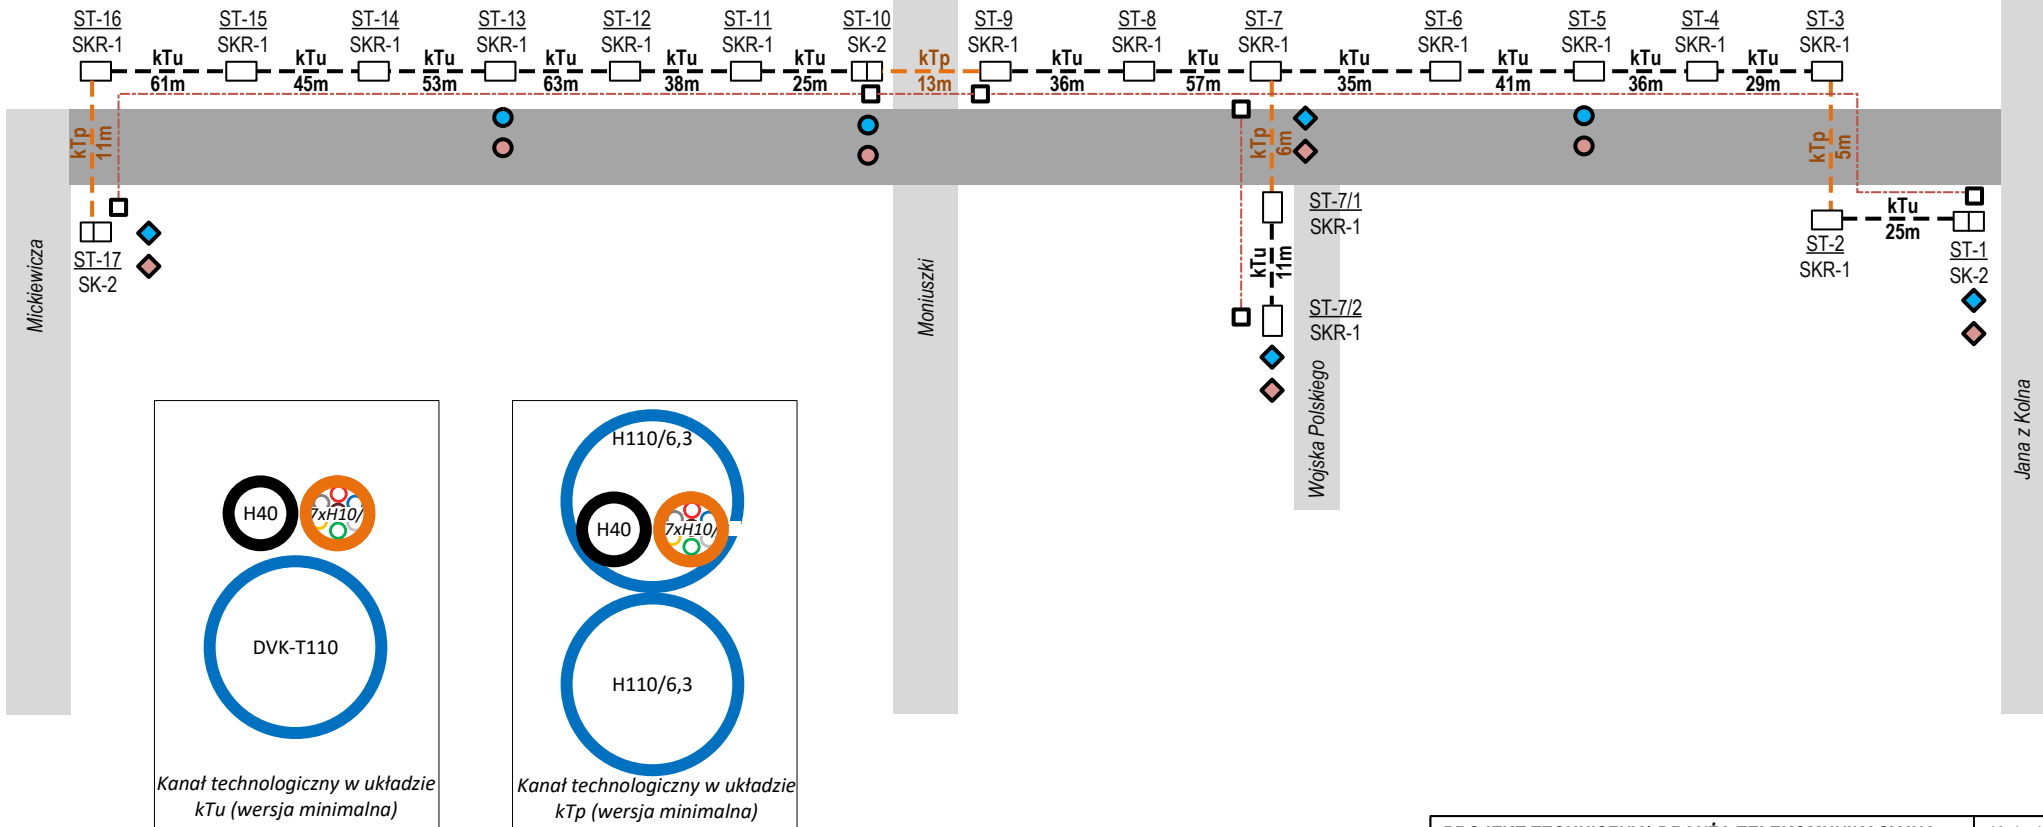 ST-16 ST-15 ST-14 ST-13 ST-12 ST-11 ST-10 ST-9 ST-8 ST-7 ST-6 ST-5 ST-4 ST-3
SKR-1 SKR-1 SKR-1 SKR-1 SKR-1 SKR-1 SK-2 SKR-1 SKR-1 SKR-1 SKR-1 SKR-1 SKR-1 SKR-1
kTu kTu kTu kTu kTu kTu kTp kTu kTu kTu kTu kTu kTu
61m 45m 53m 63m 38m 25m 13m 36m 57m 35m 41m 36m 29m
kTp
11m
kTp
6m
kTp
5m
ST-17
SK-2
ST-7/1
SKR-1
kTu
11m
ST-7/2
SKR-1
kTu
25m
ST-2
SKR-1
ST-1
SK-2
Mickiewicza
Moniuszki
Wojska Polskiego
Jana z Kolna
H40
7xH10/
DVK-T110
Kanał technologiczny w układzie
kTu (wersja minimalna)
H110/6,3
H40
7xH10/
H110/6,3
Kanał technologiczny w układzie
kTp (wersja minimalna)